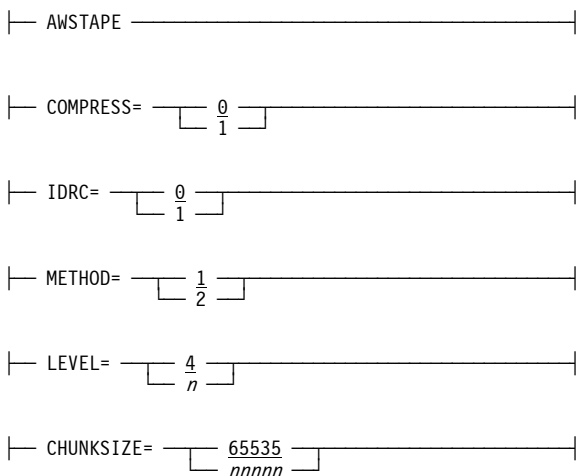 AWSTAPE
COMPRESS= 0
1
IDRC= 0
1
METHOD= 1
2
LEVEL= 4
n
CHUNKSIZE= 65535
nnnnn